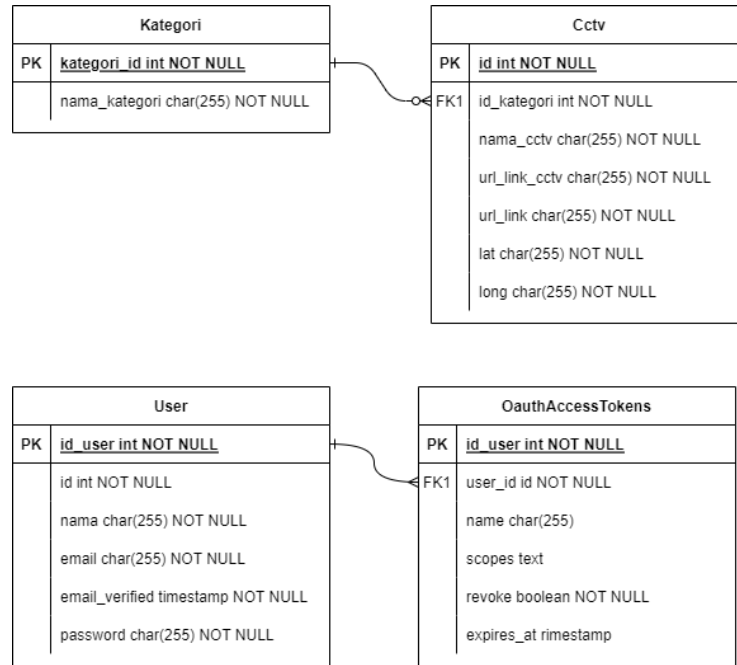 Kategori
PK kategori_id int NOT NULL
nama_kategori char(255) NOT NULL
Cctv
PK id int NOT NULL
FK1 id_kategori int NOT NULL
nama_cctv char(255) NOT NULL
url_link_cctv char(255) NOT NULL
url_link char(255) NOT NULL
lat char(255) NOT NULL
long char(255) NOT NULL
User
PK id_user int NOT NULL
id int NOT NULL
nama char(255) NOT NULL
email char(255) NOT NULL
email_verified timestamp NOT NULL
password char(255) NOT NULL
OauthAccessTokens
PK id_user int NOT NULL
FK1 user_id id NOT NULL
name char(255)
scopes text
revoke boolean NOT NULL
expires_at rimestamp